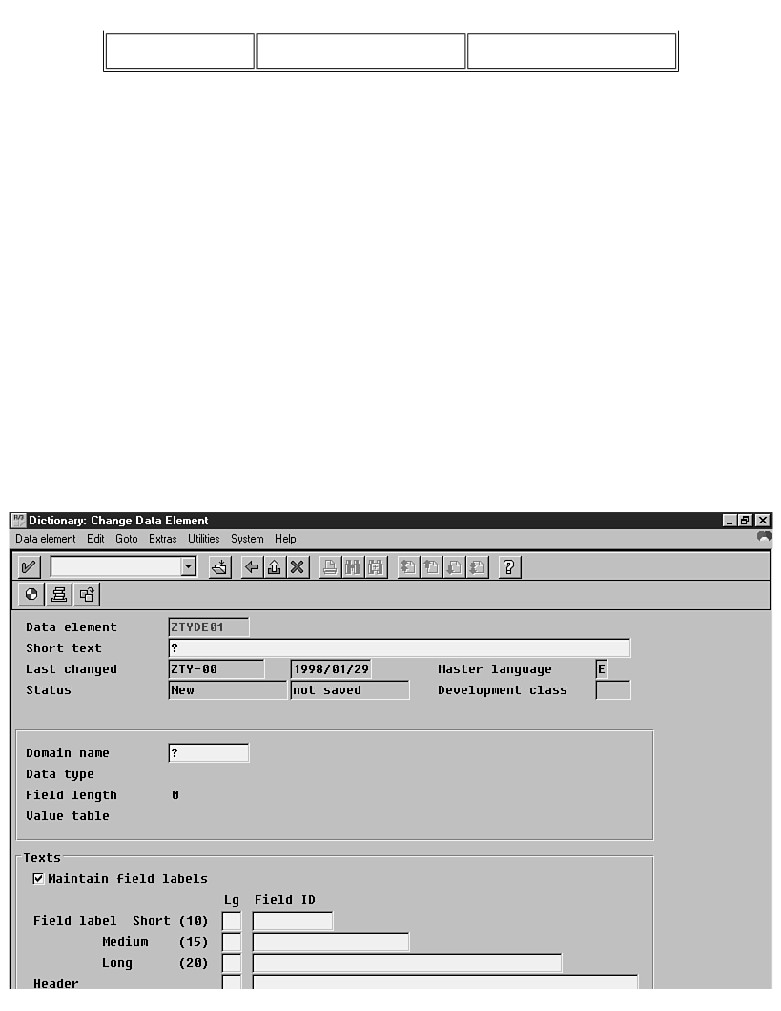 Dictionary: Change Data Element
Data element Edit Goto Extras Utilities System Help
Data element ZTYDE01
Short text ?
Last changed ZTY-00 1998/01/29 Master language E
Status New not saved Development class
Domain name ?
Data type
Field length 0
Value table
Texts
Maintain field labels
Lg Field ID
Field label Short (10)
Medium (15)
Long (20)
Header